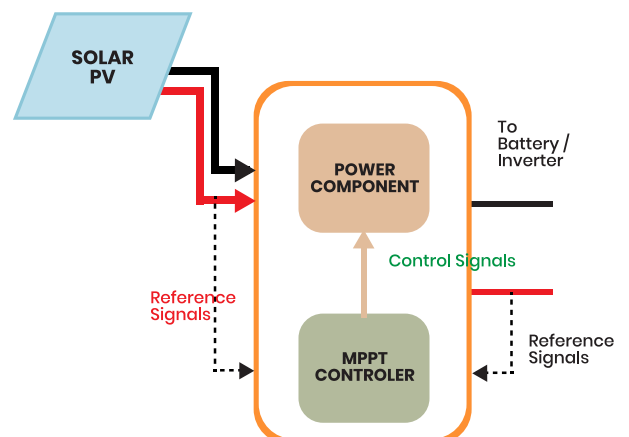 SOLAR
PV
To
Battery /
Inverter
POWER
COMPONENT
Control Signals
Reference
Signals
Reference
Signals
MPPT
CONTROLER